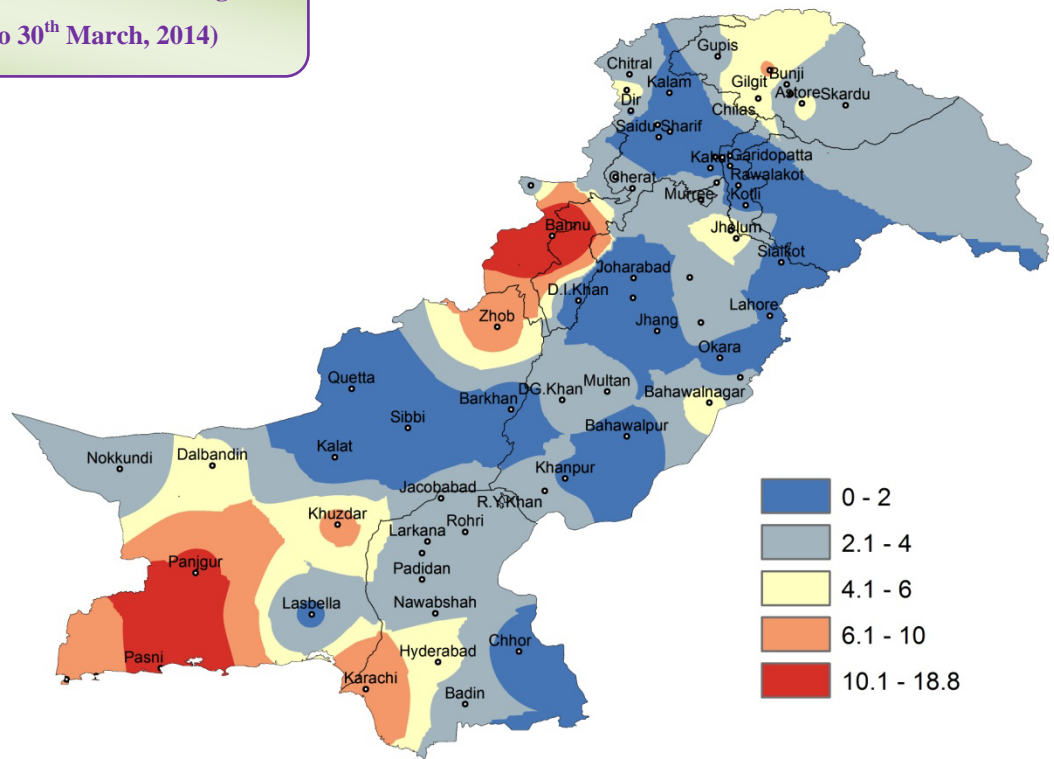 o 30th March, 2014)
Gupis
Chitral
Kalam
Bunji
Gilgit
Astore
Skardu
Dir
Chilas
Saidu Sharif
Garidopatta
Rawalakot
Cherat
Murree
Kotli
Bannu
Jhelum
Sialkot
Joharabad
D.I.Khan
Lahore
Zhob
Jhang
Okara
Quetta
Barkhan
DG.Khan
Multan
Bahawalnagar
Sibbi
Bahawalpur
Kalat
Nokkundi
Dalbandin
Khanpur
Jacobabad
R.Y.Khan
Khuzdar
Larkana
Rohri
Panjgur
Padidan
Lasbella
Nawabshah
Chhor
Hyderabad
Pasni
Karachi
Badin
0 - 2
2.1 - 4
4.1 - 6
6.1 - 10
10.1 - 18.8